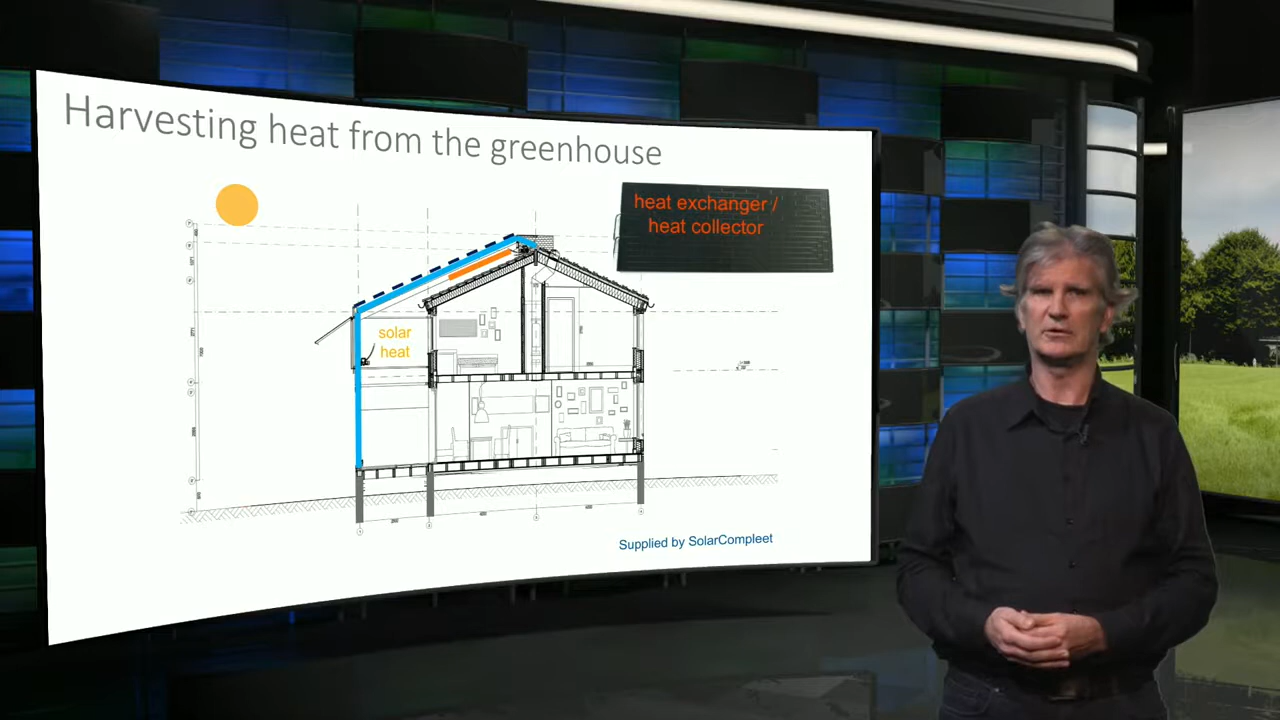 Harvesting heat from the greenhouse
heat exchanger /
heat collector
solar
heat
Supplied by SolarCompleet